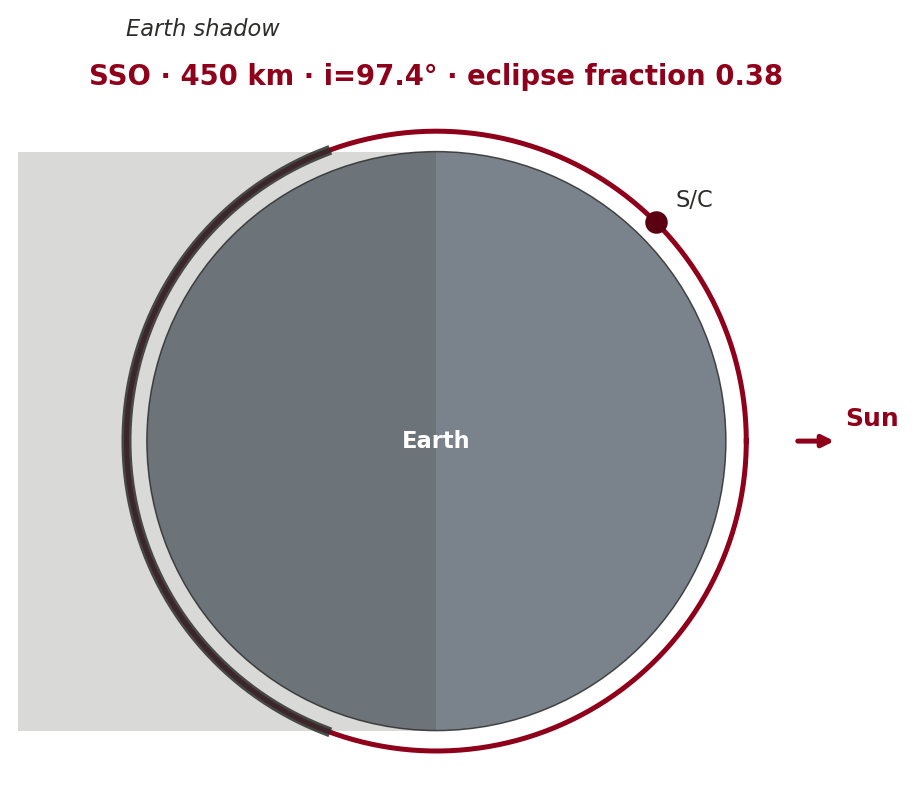 Earth shadow
SSO · 450 km · i=97.4° · eclipse fraction 0.38
S/C
Sun
Earth